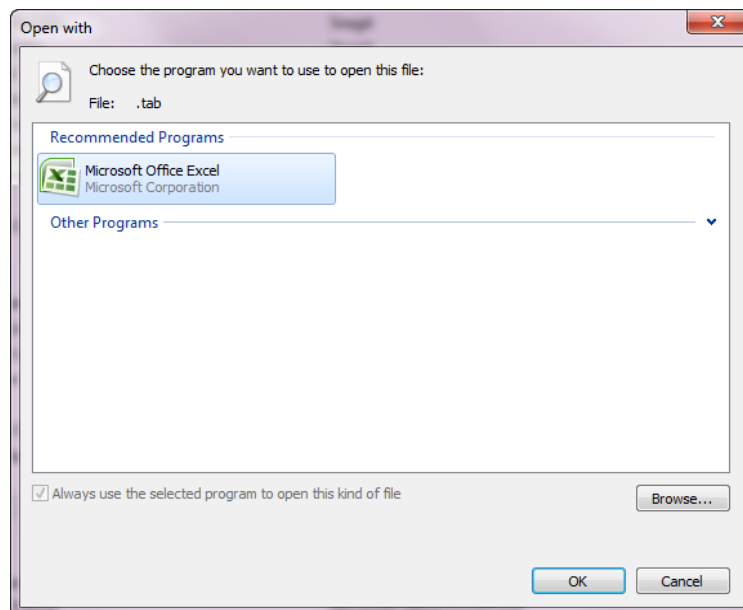 Open with
Choose the program you want to use to open this file:
File: .tab
Recommended Programs
Microsoft Office Excel
Microsoft Corporation
Other Programs
Always use the selected program to open this kind of file
Browse...
OK
Cancel